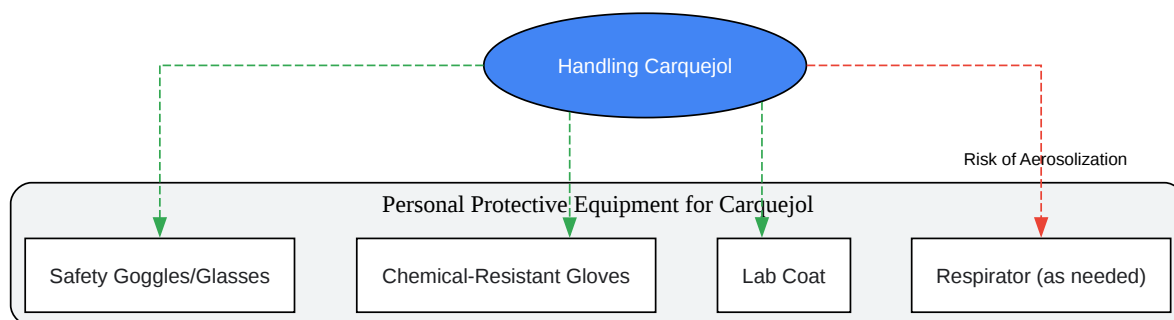 Handling Carquejol
Risk of Aerosolization
Personal Protective Equipment for Carquejol
Safety Goggles/Glasses
Chemical-Resistant Gloves
Lab Coat
Respirator (as needed)